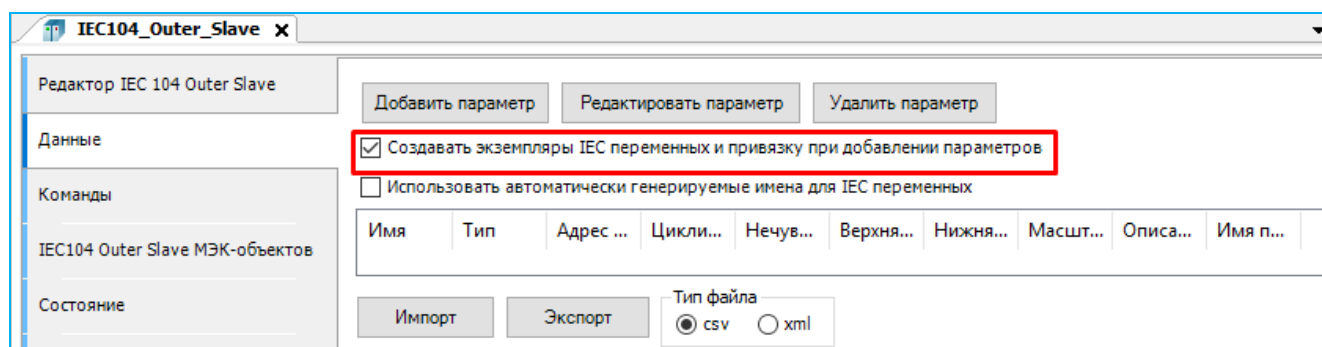 IEC104_Outer_Slave x
Редактор IEC 104 Outer Slave
Данные
Команды
IEC104 Outer Slave МЭК-объектов
Состояние
Добавить параметр Редактировать параметр Удалить параметр
Создавать экземпляры IEC переменных и привязку при добавлении параметров
Использовать автоматически генерируемые имена для IEC переменных
Имя Тип Адрес ... Цикли... Нечув... Верхня... Нижня... Масшт... Описа... Имя п...
Импорт Экспорт Тип файла
csv xml